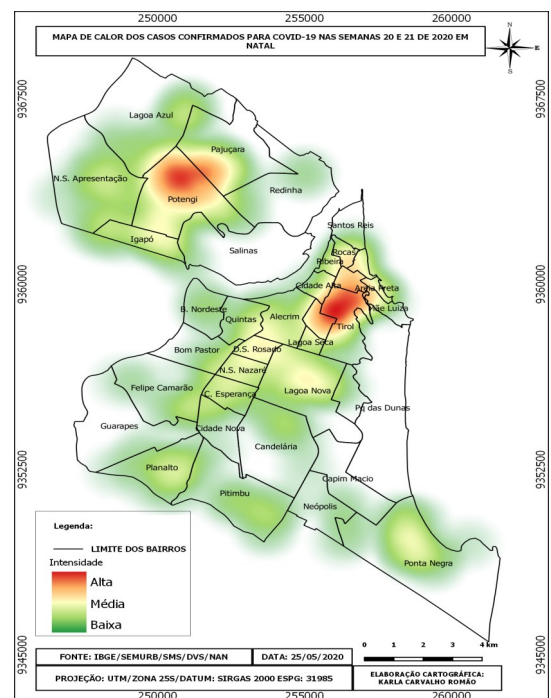 250000 255000 260000
MAPA DE CALOR DOS CASOS CONFIRMADOS PARA COVID-19 NAS SEMANAS 20 E 21 DE 2020 EM
NATAL
N
E
S
9367500
9367500
Lagoa Azul
Pajuçara
N.S. Apresentação
Redinha
Potengi
Santos Reis
Igapó
Salinas
Rocas
Ribeira
9360000
9360000
Cidade Alta
Areia Preta
B. Nordeste
Mãe Luiza
Quintas
Alecrim
Tirol
Lagoa Seca
Bom Pastor
D.S. Rosado
N.S. Nazaré
Felipe Camarão
C. Esperança
Lagoa Nova
Pq das Dunas
Guarapes
Cidade Nova
Candelária
9352500
9352500
Planalto
Capim Macio
Pitimbu
Neópolis
Ponta Negra
Legenda:
LIMITE DOS BAIRROS
Intensidade
Alta
Média
Baixa
0 1 2 3 4 km
9345000
9345000
FONTE: IBGE/SEMURB/SMS/DVS/NAN DATA: 25/05/2020
PROJEÇÃO: UTM/ZONA 25S/DATUM: SIRGAS 2000 ESPG: 31985
ELABORAÇÃO CARTOGRÁFICA:
KARLA CARVALHO ROMÃO
250000 255000 260000